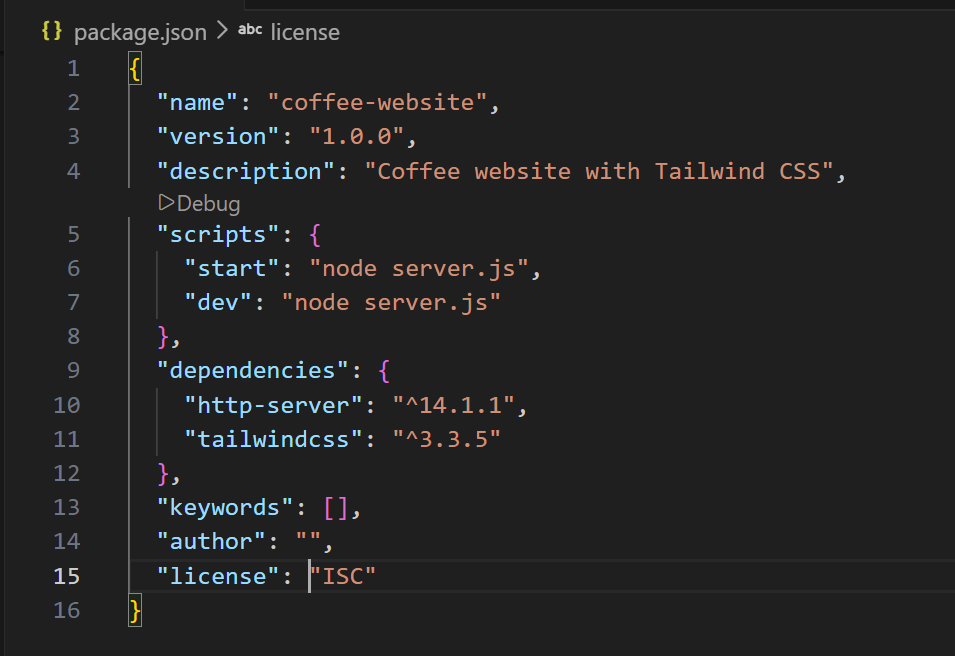 {} package.json > abc license
1 {
2 "name": "coffee-website",
3 "version": "1.0.0",
4 "description": "Coffee website with Tailwind CSS",
▷Debug
5 "scripts": {
6 "start": "node server.js",
7 "dev": "node server.js"
8 },
9 "dependencies": {
10 "http-server": "^14.1.1",
11 "tailwindcss": "^3.3.5"
12 },
13 "keywords": [],
14 "author": "",
15 "license": "ISC"
16 }